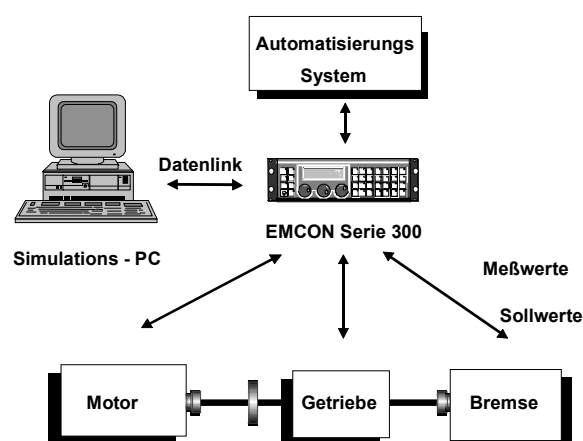 Automatisierungs
System
Datenlink
EMCON Serie 300
Simulations - PC
Meßwerte
Sollwerte
Motor
Getriebe
Bremse